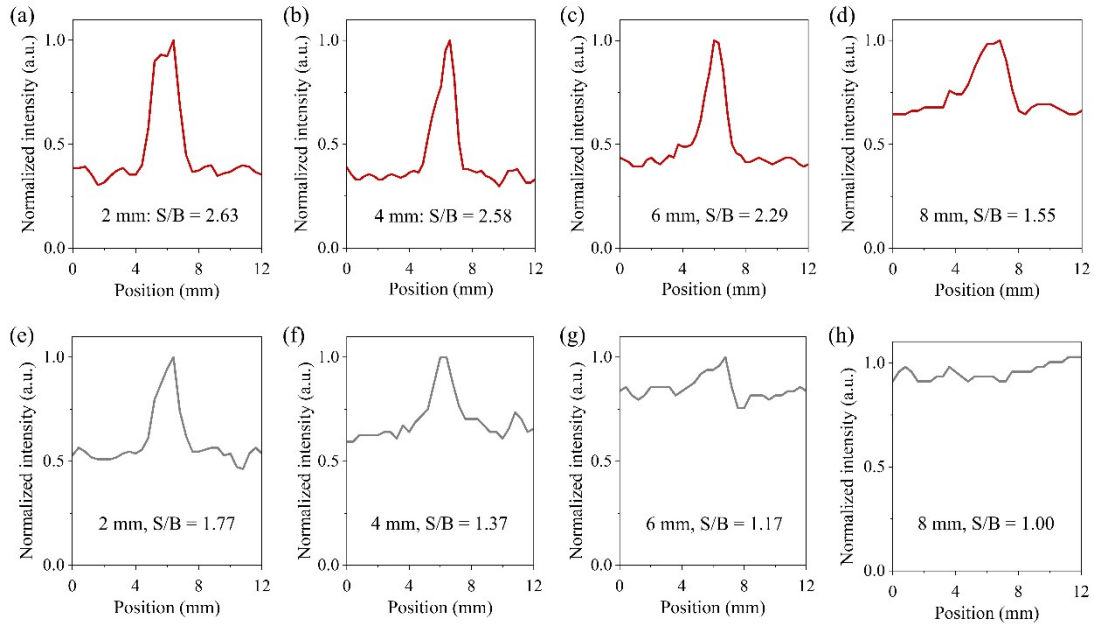 (a)
Normalized intensity (a.u.)
1.0
0.5
0.0
2 mm: S/B = 2.63
0 4 8 12
Position (mm)
(b)
Normalized intensity (a.u.)
1.0
0.5
0.0
4 mm: S/B = 2.58
0 4 8 12
Position (mm)
(c)
Normalized intensity (a.u.)
1.0
0.5
0.0
6 mm, S/B = 2.29
0 4 8 12
Position (mm)
(d)
Normalized intensity (a.u.)
1.0
0.5
0.0
8 mm, S/B = 1.55
0 4 8 12
Position (mm)
(e)
Normalized intensity (a.u.)
1.0
0.5
0.0
2 mm, S/B = 1.77
0 4 8 12
Position (mm)
(f)
Normalized intensity (a.u.)
1.0
0.5
0.0
4 mm, S/B = 1.37
0 4 8 12
Position (mm)
(g)
Normalized intensity (a.u.)
1.0
0.5
0.0
6 mm, S/B = 1.17
0 4 8 12
Position (mm)
(h)
Normalized intensity (a.u.)
1.0
0.5
0.0
8 mm, S/B = 1.00
0 4 8 12
Position (mm)